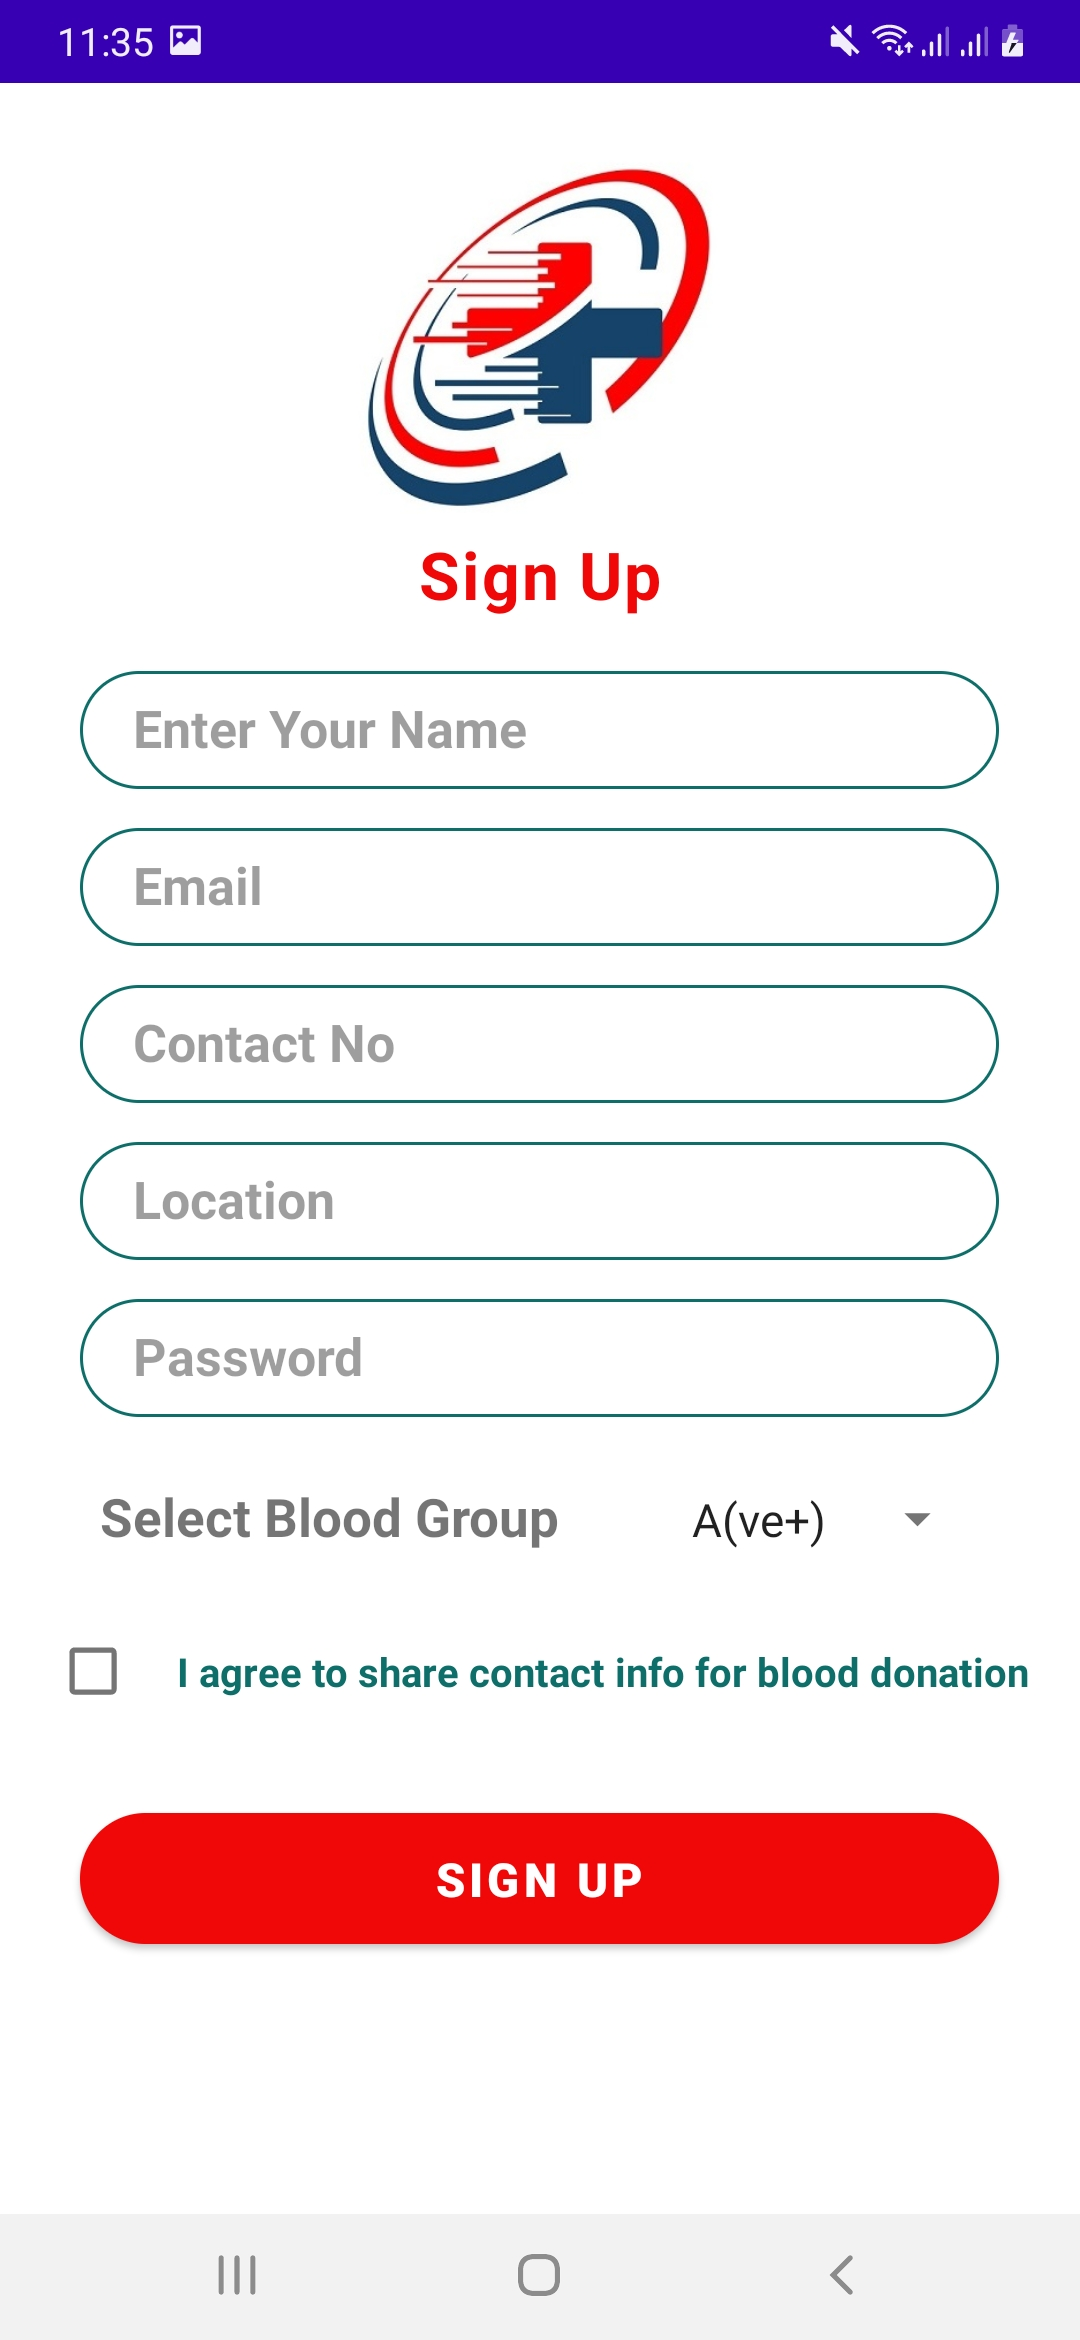 11:35
Sign Up
Enter Your Name
Email
Contact No
Location
Password
Select Blood Group A(ve+)
I agree to share contact info for blood donation
SIGN UP